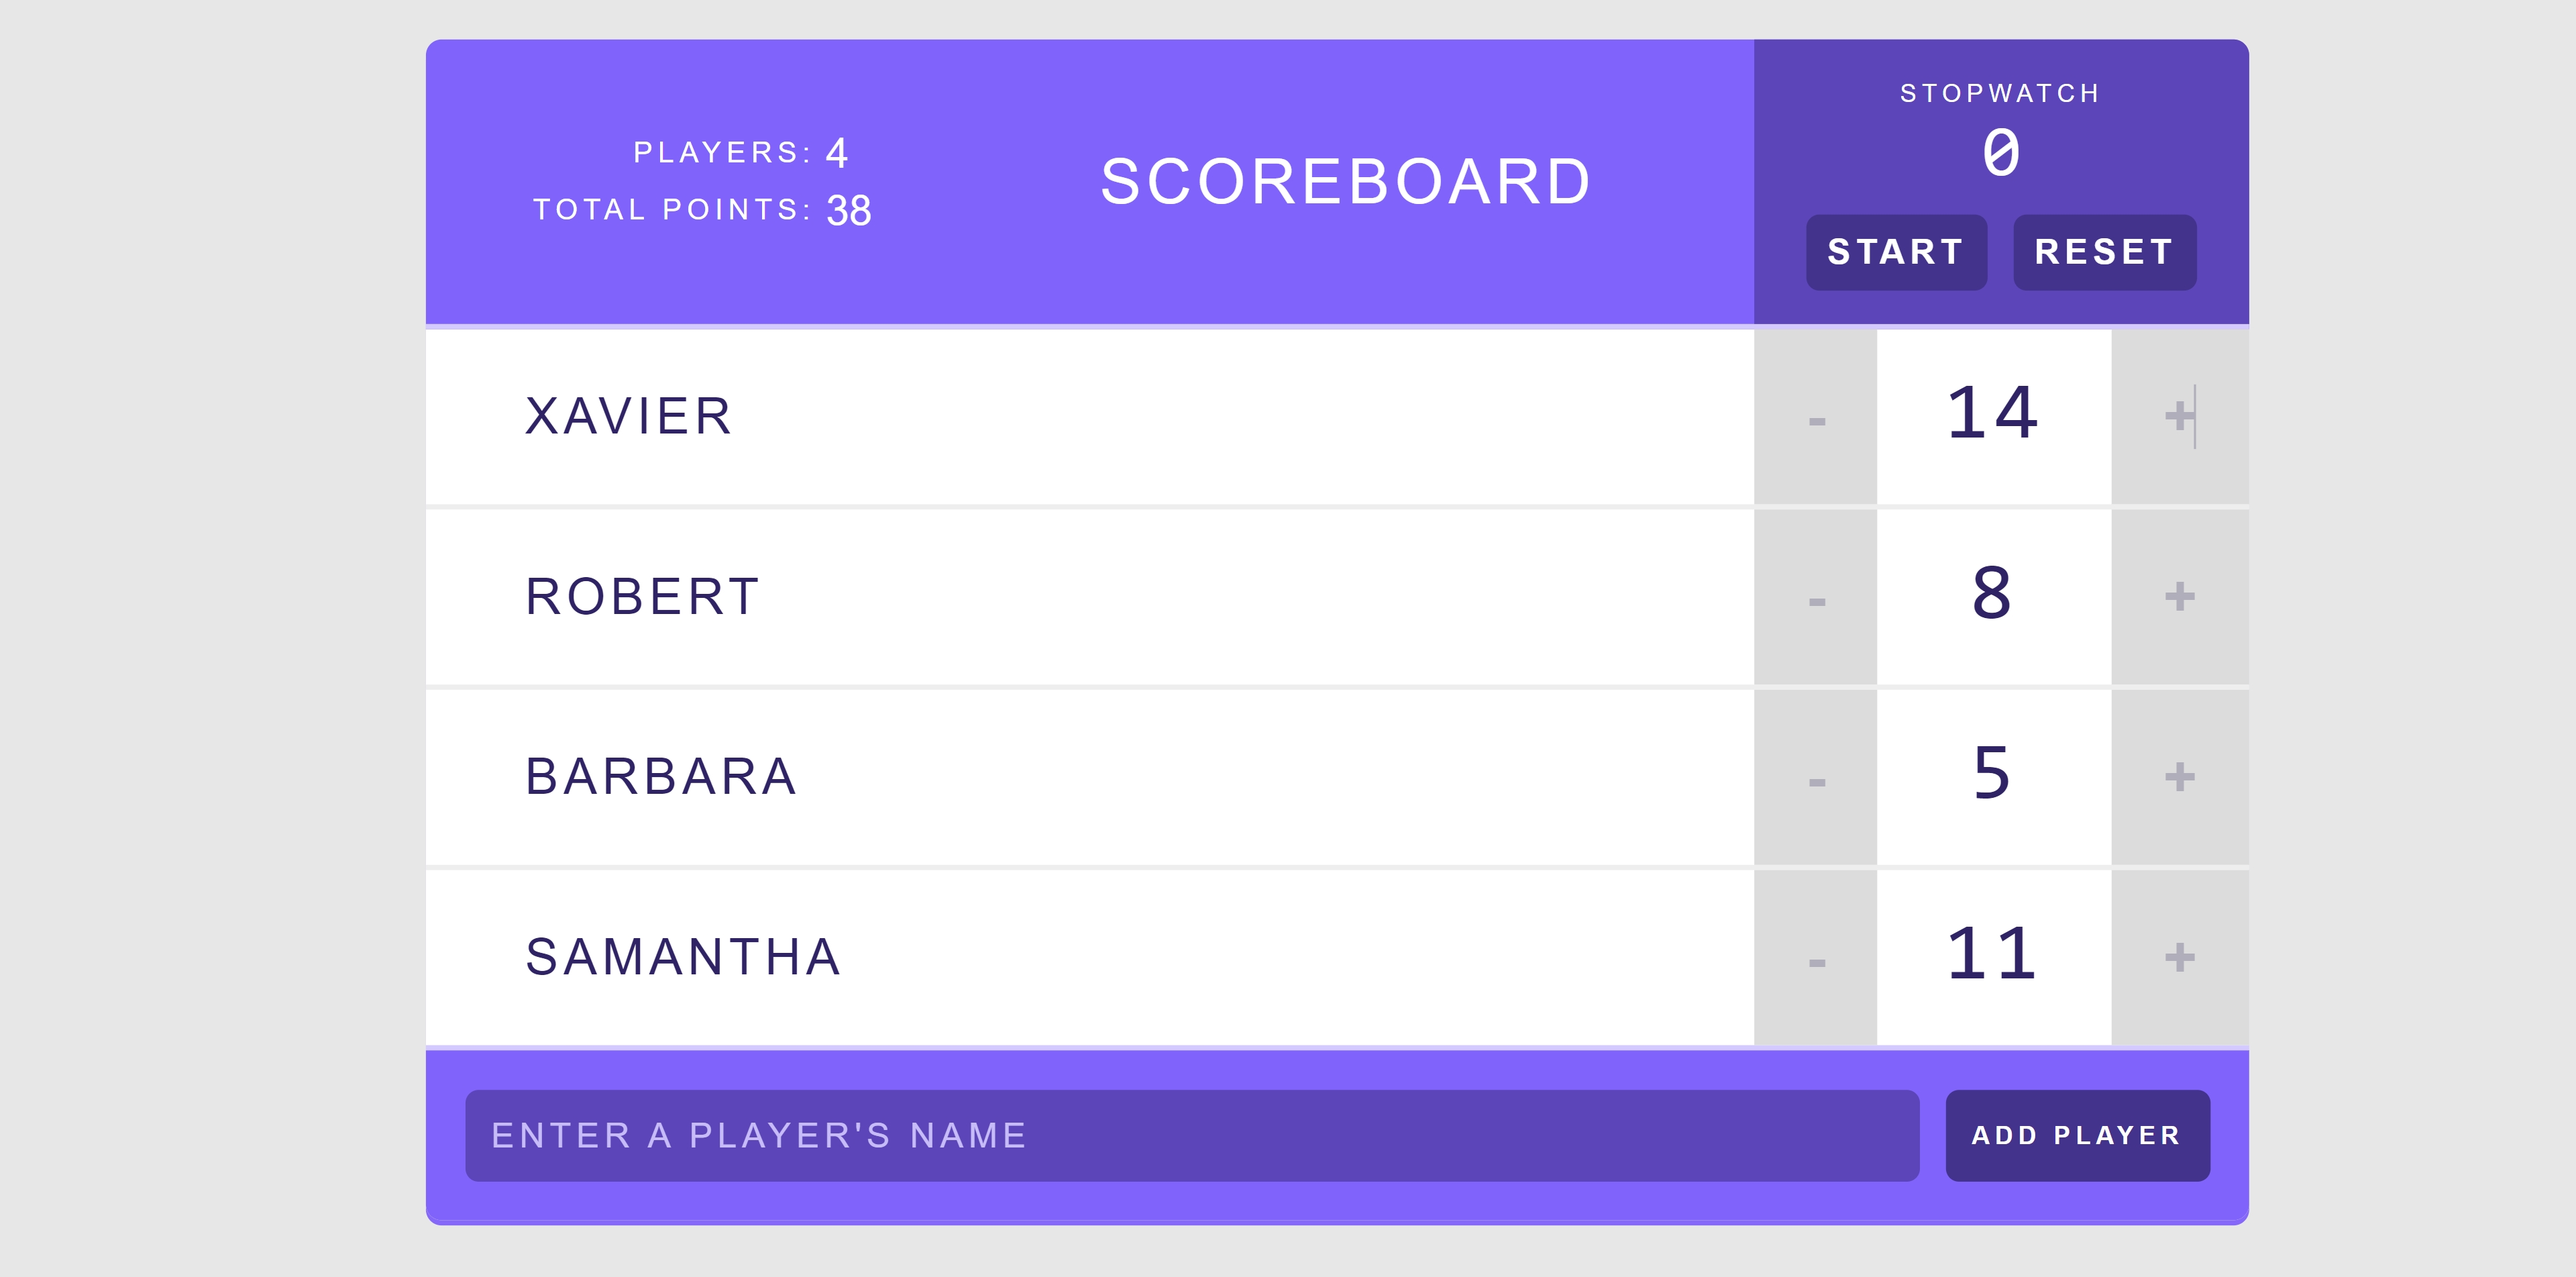 PLAYERS: 4
TOTAL POINTS: 38
SCOREBOARD
STOPWATCH
0
START RESET
XAVIER - 14 +
ROBERT - 8 +
BARBARA - 5 +
SAMANTHA - 11 +
ENTER A PLAYER'S NAME ADD PLAYER